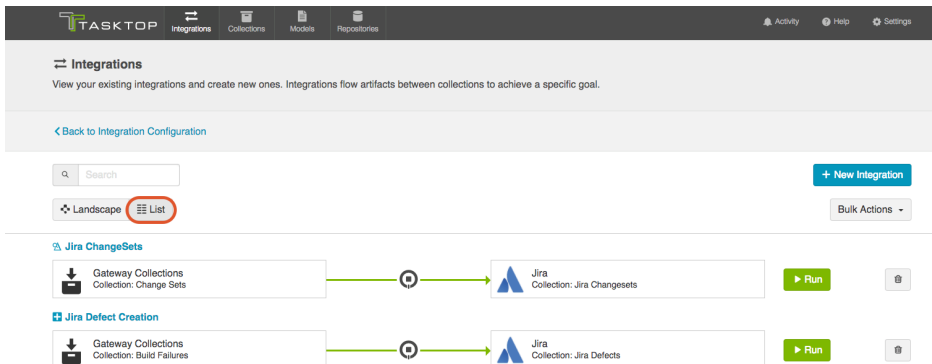 TASKTOP
Integrations
Collections
Models
Repositories
Activity
Help
Settings
Integrations
View your existing integrations and create new ones. Integrations flow artifacts between collections to achieve a specific goal.
Back to Integration Configuration
Search
+ New Integration
Landscape
List
Bulk Actions
Jira ChangeSets
Gateway Collections
Collection: Change Sets
Jira
Collection: Jira Changesets
Run
Jira Defect Creation
Gateway Collections
Collection: Build Failures
Jira
Collection: Jira Defects
Run